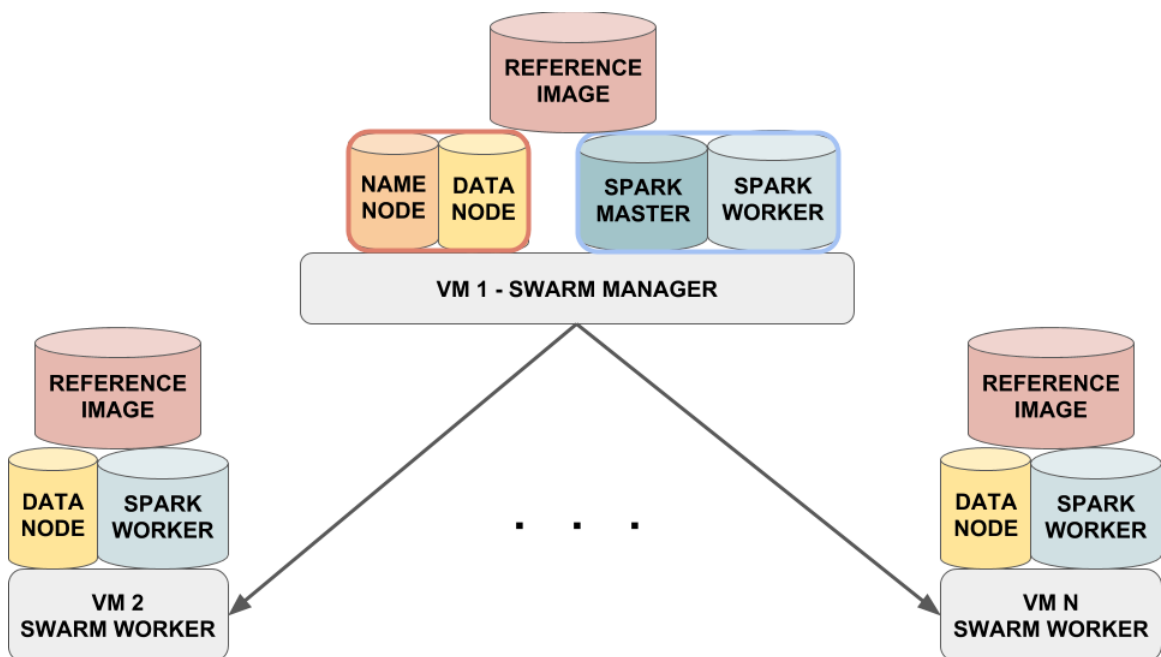 REFERENCE
IMAGE
NAME
NODE
DATA
NODE
SPARK
MASTER
SPARK
WORKER
VM 1 - SWARM MANAGER
REFERENCE
IMAGE
DATA
NODE
SPARK
WORKER
VM 2
SWARM WORKER
. . .
REFERENCE
IMAGE
DATA
NODE
SPARK
WORKER
VM N
SWARM WORKER